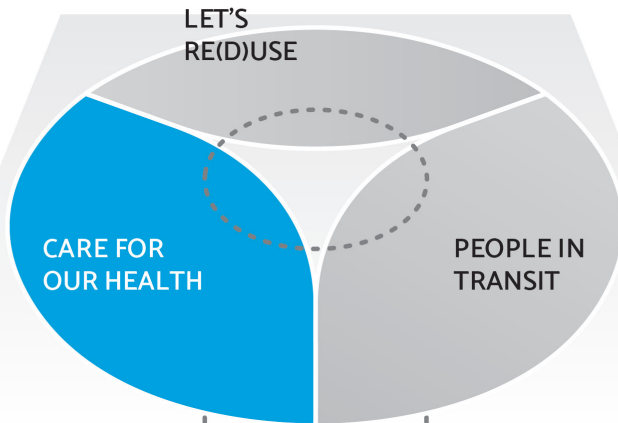 LET'S
RE(D)USE
CARE FOR
OUR HEALTH
PEOPLE IN
TRANSIT